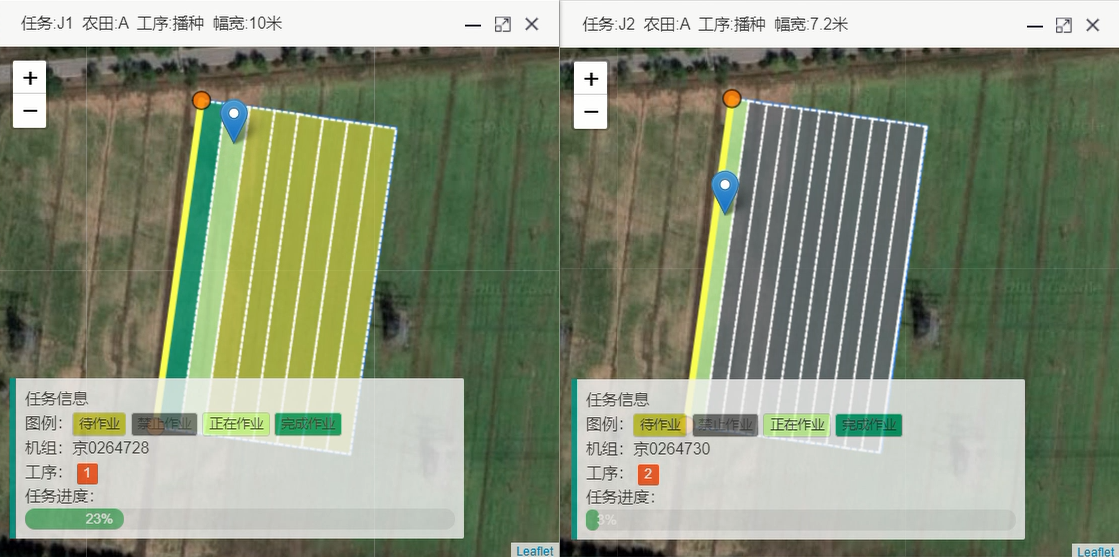 任务:J1 农田:A 工序:播种 幅宽:10米
+
−
任务信息
图例： 待作业 禁止作业 正在作业 完成作业
机组：京0264728
工序： 1
任务进度：
23%
Leaflet
任务:J2 农田:A 工序:播种 幅宽:7.2米
+
−
任务信息
图例： 待作业 禁止作业 正在作业 完成作业
机组：京0264730
工序： 2
任务进度：
3%
Leaflet